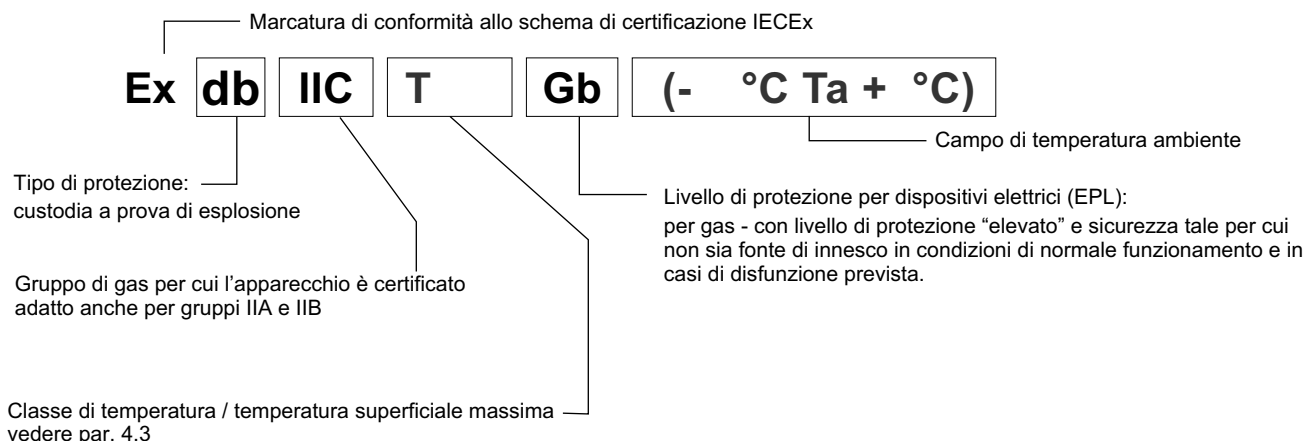 Marcatura di conformità allo schema di certificazione IECEx
Ex db IIC T Gb (- °C Ta + °C)
Campo di temperatura ambiente
Tipo di protezione:
custodia a prova di esplosione
Livello di protezione per dispositivi elettrici (EPL):
per gas - con livello di protezione “elevato” e sicurezza tale per cui
non sia fonte di innesco in condizioni di normale funzionamento e in
casi di disfunzione prevista.
Gruppo di gas per cui l’apparecchio è certificato
adatto anche per gruppi IIA e IIB
Classe di temperatura / temperatura superficiale massima
vedere par. 4.3